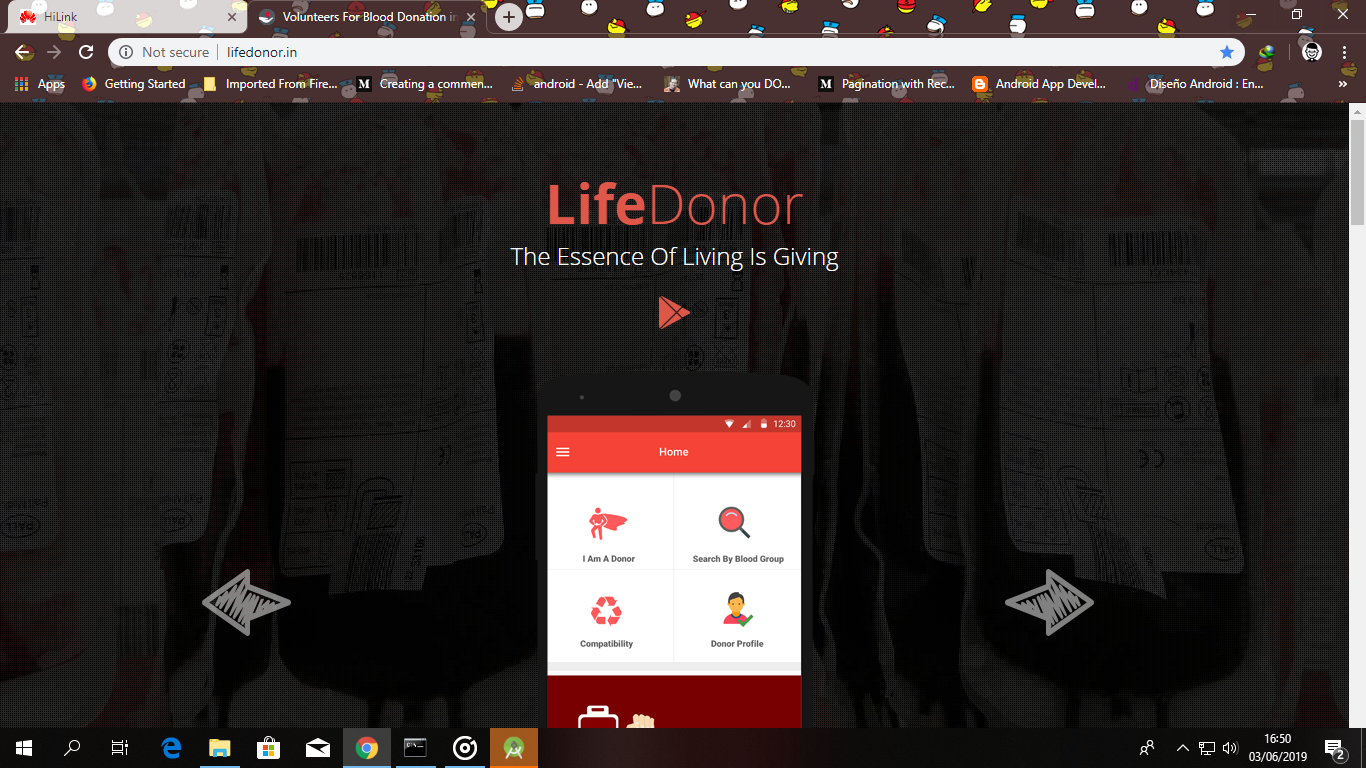 HiLink
Volunteers For Blood Donation in
Not secure
lifedonor.in
Apps
Getting Started
Imported From Fire...
Creating a commen...
android - Add "Vie...
What can you DO...
Pagination with Rec...
Android App Devel...
Diseño Android : En...
LifeDonor
The Essence Of Living Is Giving
12:30
Home
I Am A Donor
Search By Blood Group
Compatibility
Donor Profile
16:50
03/06/2019
2